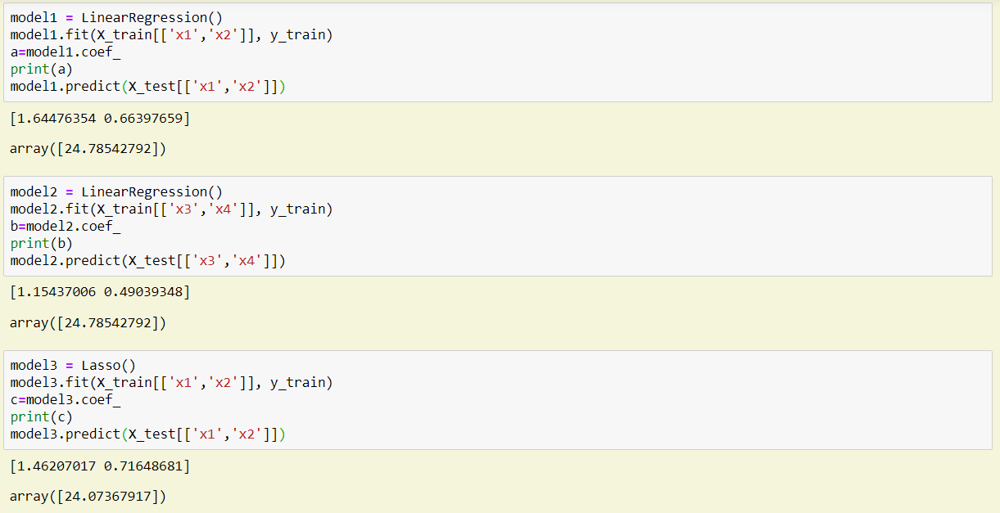 model1 = LinearRegression()
model1.fit(X_train[['x1','x2']], y_train)
a=model1.coef_
print(a)
model1.predict(X_test[['x1','x2']])
[1.64476354 0.66397659]
array([24.78542792])
model2 = LinearRegression()
model2.fit(X_train[['x3','x4']], y_train)
b=model2.coef_
print(b)
model2.predict(X_test[['x3','x4']])
[1.15437006 0.49039348]
array([24.78542792])
model3 = Lasso()
model3.fit(X_train[['x1','x2']], y_train)
c=model3.coef_
print(c)
model3.predict(X_test[['x1','x2']])
[1.46207017 0.71648681]
array([24.07367917])